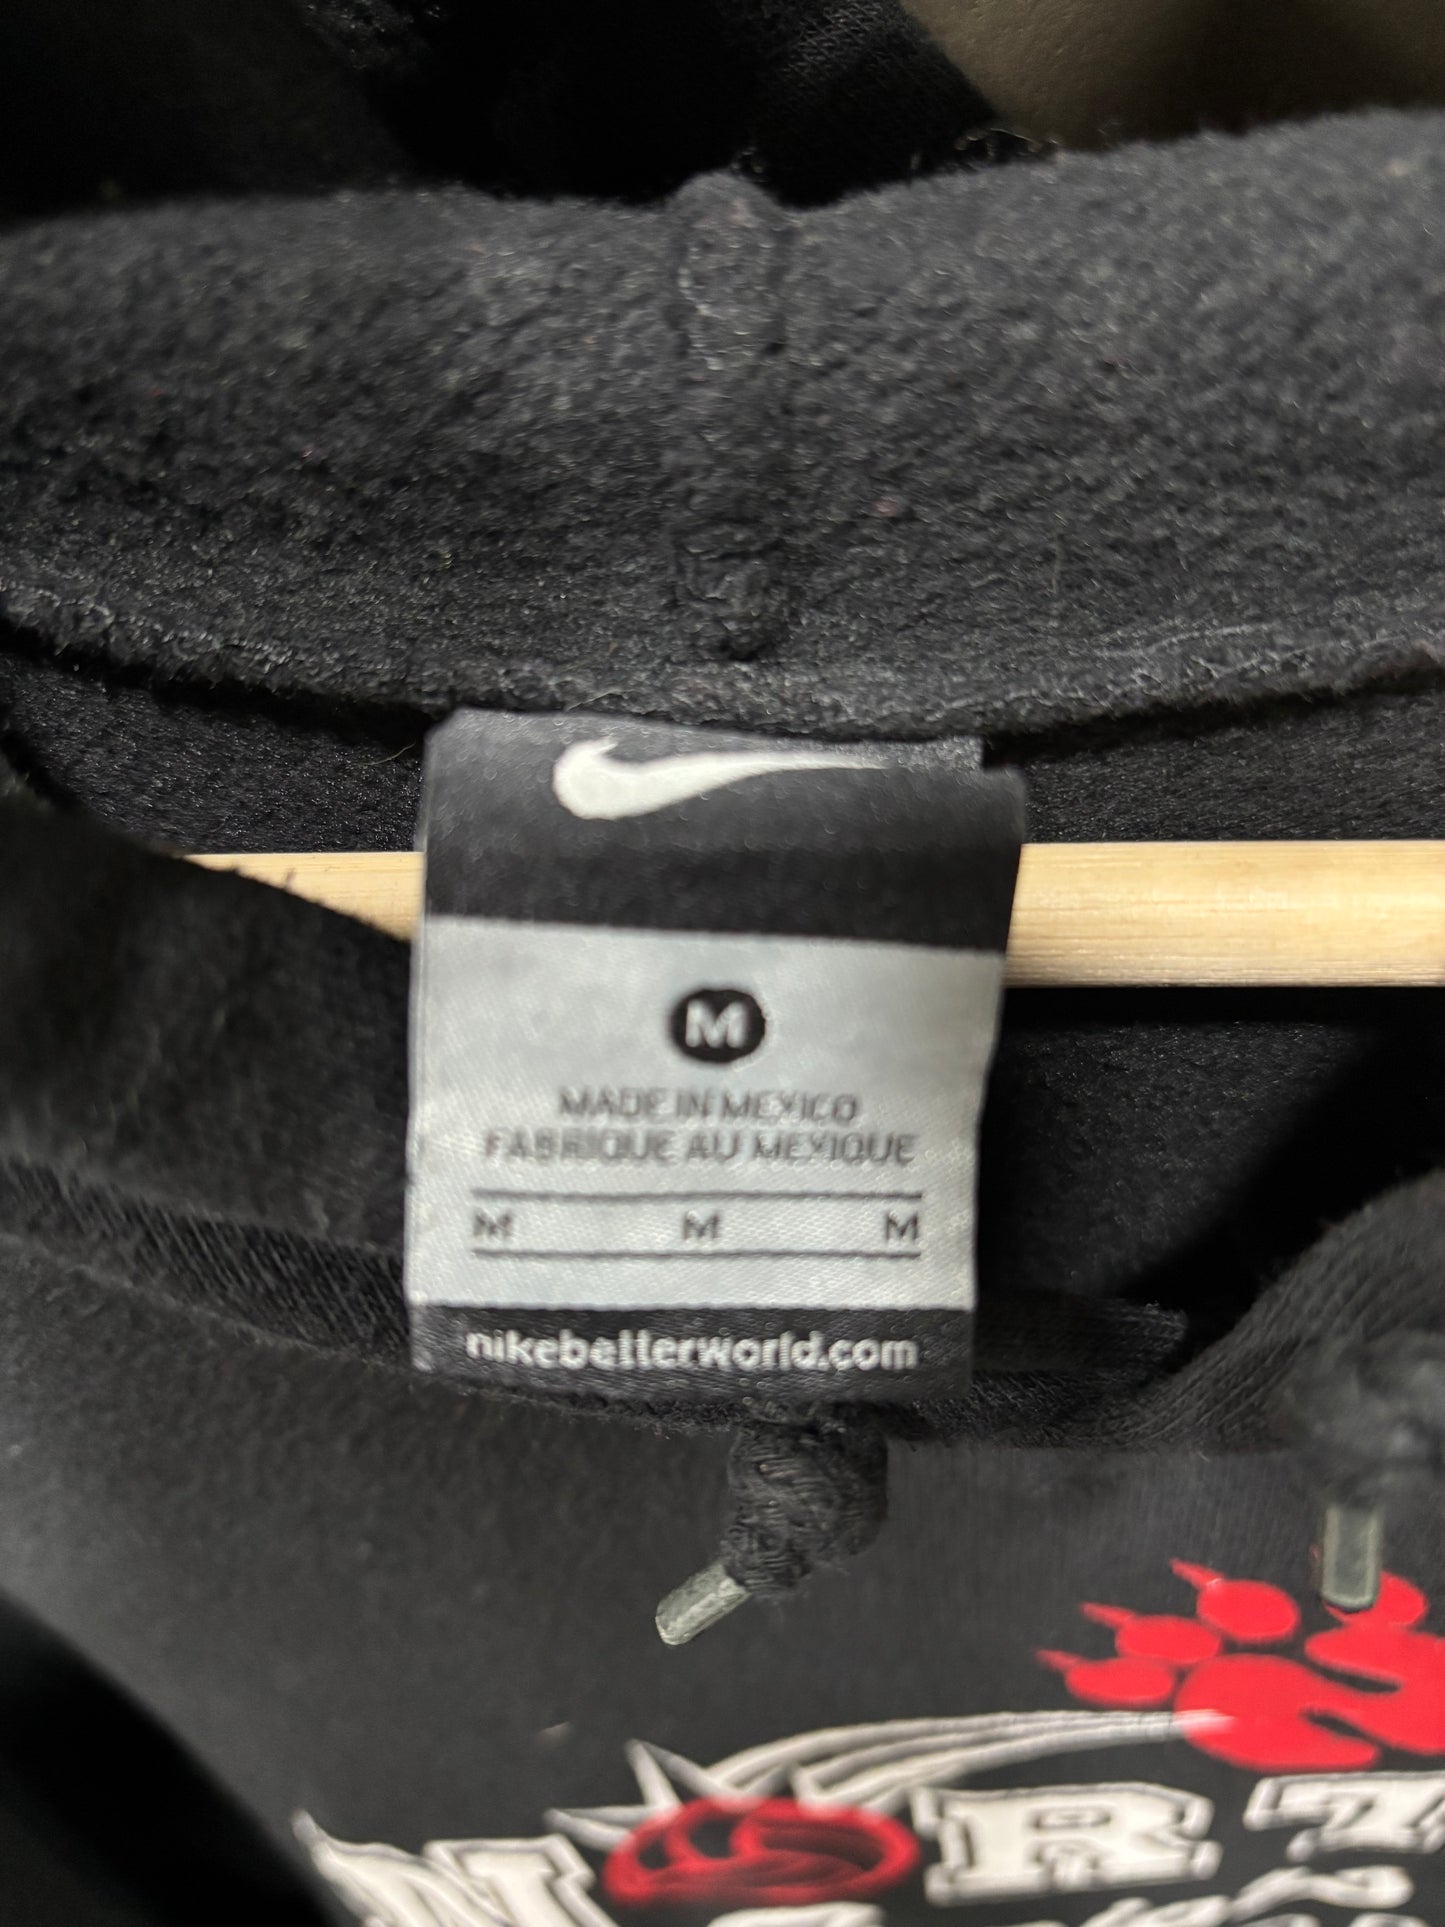 M
MADE IN MEXICO
FABRIQUE AU MEXIQUE
M M M
nikebetterworld.com